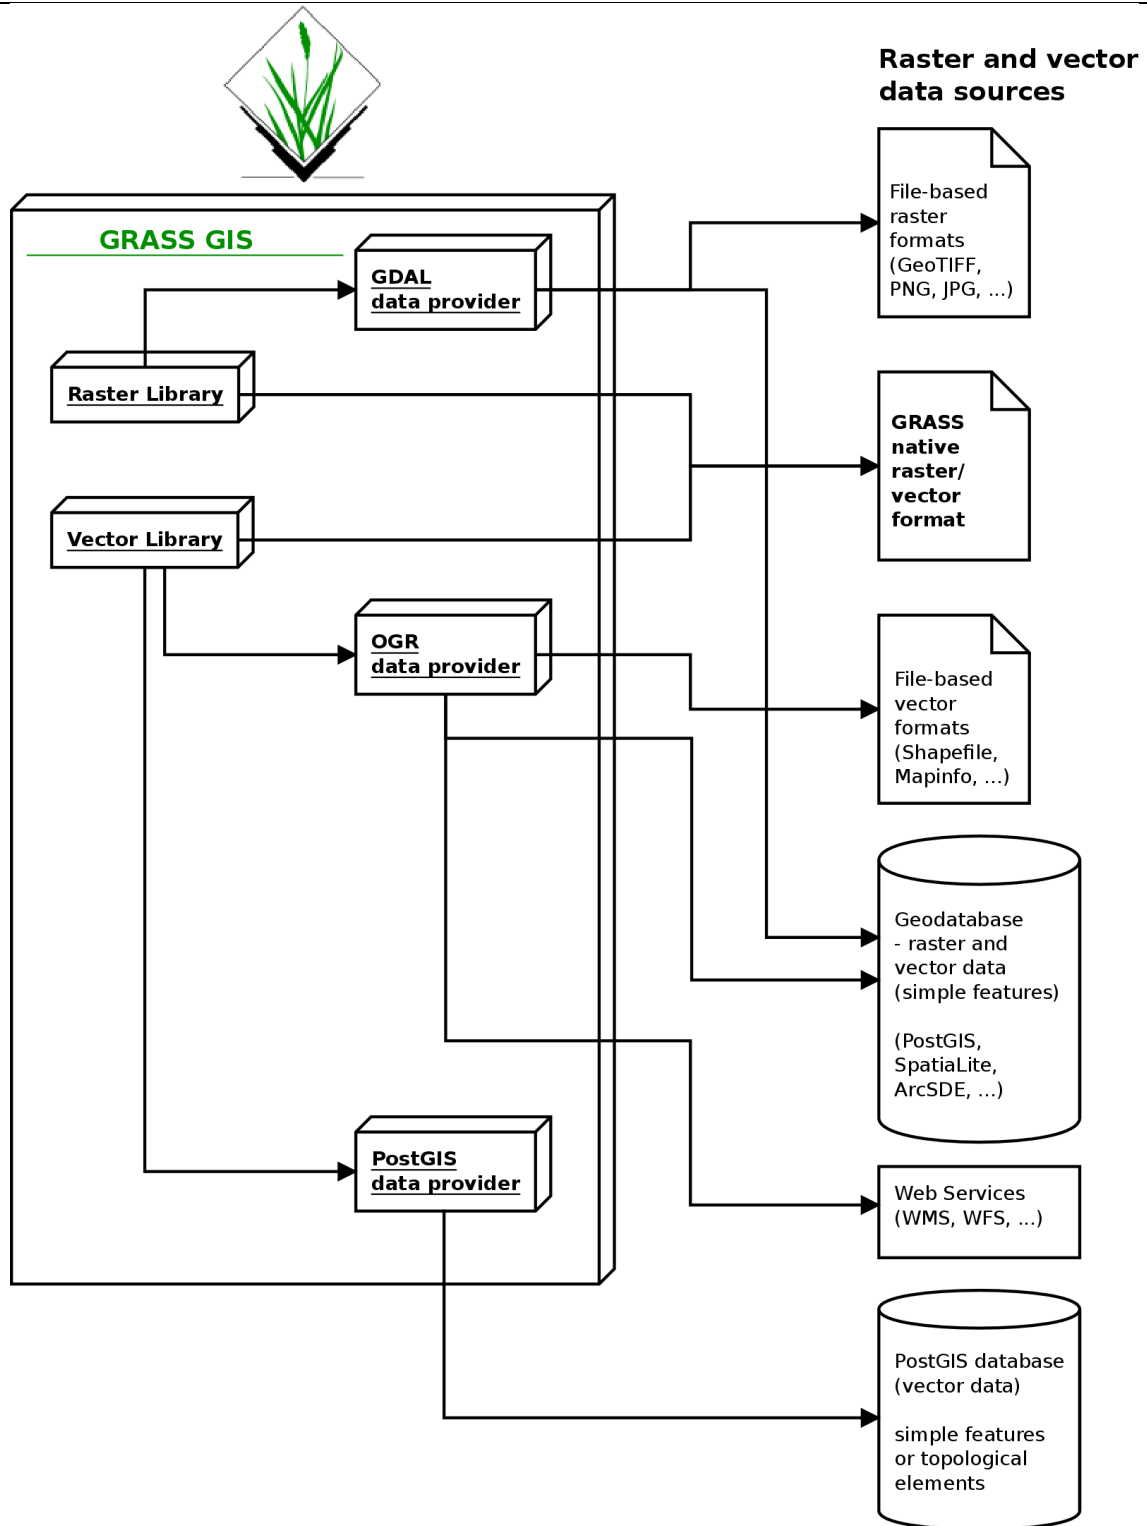 Raster and vector
data sources
GRASS GIS
GDAL
data provider
Raster Library
Vector Library
OGR
data provider
PostGIS
data provider
File-based
raster
formats
(GeoTIFF,
PNG, JPG, ...)
GRASS
native
raster/
vector
format
File-based
vector
formats
(Shapefile,
Mapinfo, ...)
Geodatabase
- raster and
vector data
(simple features)
(PostGIS,
SpatiaLite,
ArcSDE, ...)
Web Services
(WMS, WFS, ...)
PostGIS database
(vector data)
simple features
or topological
elements